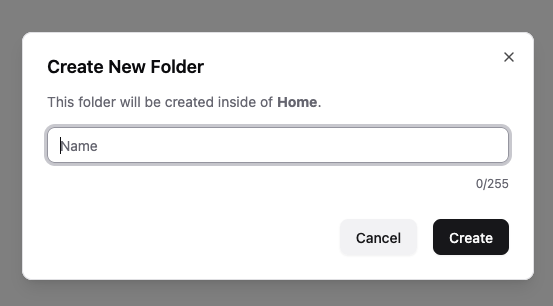 Create New Folder
This folder will be created inside of Home.
Name
0/255
Cancel
Create